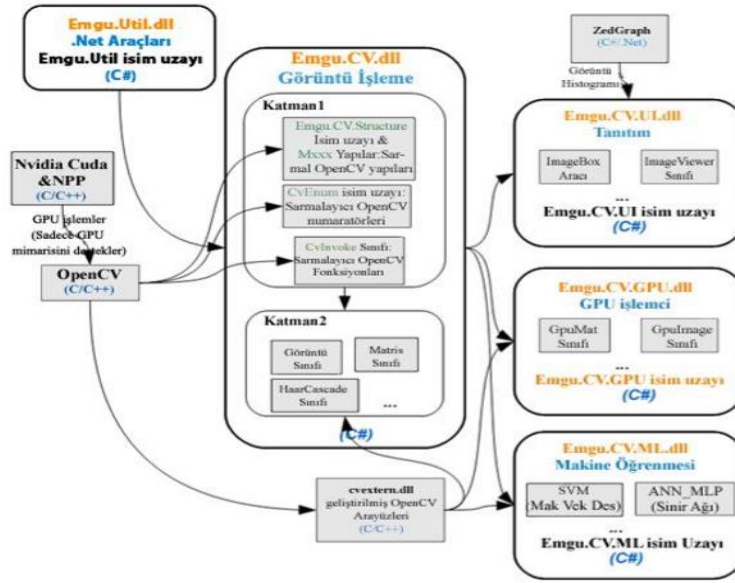 Emgu.Util.dll
.Net Araçları
Emgu.Util isim uzayı
(C#)
Emgu.CV.dll
Görüntü İşleme
Katman1
Emgu.CV.Structure
İsim uzayı &
Mxxx Yapılar:Sar-
mal OpenCV yapıları
CvEnum isim uzayı:
Sarmalayıcı OpenCV
numaratörleri
CvInvoke Sınıfı:
Sarmalayıcı OpenCV
Fonksiyonları
Katman2
Görüntü
Sınıfı
Matris
Sınıfı
HaarCascade
Sınıfı
...
(C#)
Nvidia Cuda
&NPP
(C/C++)
GPU işlemler
(Sadece GPU
mimarisini destekler)
OpenCV
(C/C++)
cvextern.dll
geliştirilmiş OpenCV
Arayüzleri
(C/C++)
ZedGraph
(C#/.Net)
Görüntü
Histogramı
Emgu.CV.UI.dll
Tanıtım
ImageBox
Aracı
ImageViewer
Sınıfı
...
Emgu.CV.UI isim uzayı
(C#)
Emgu.CV.GPU.dll
GPU işlemci
GpuMat
Sınıfı
GpuImage
Sınıfı
...
Emgu.CV.GPU isim uzayı
(C#)
Emgu.CV.ML.dll
Makine Öğrenmesi
SVM
(Mak Vek Des)
ANN_MLP
(Sinir Ağı)
...
Emgu.CV.ML isim Uzayı
(C#)